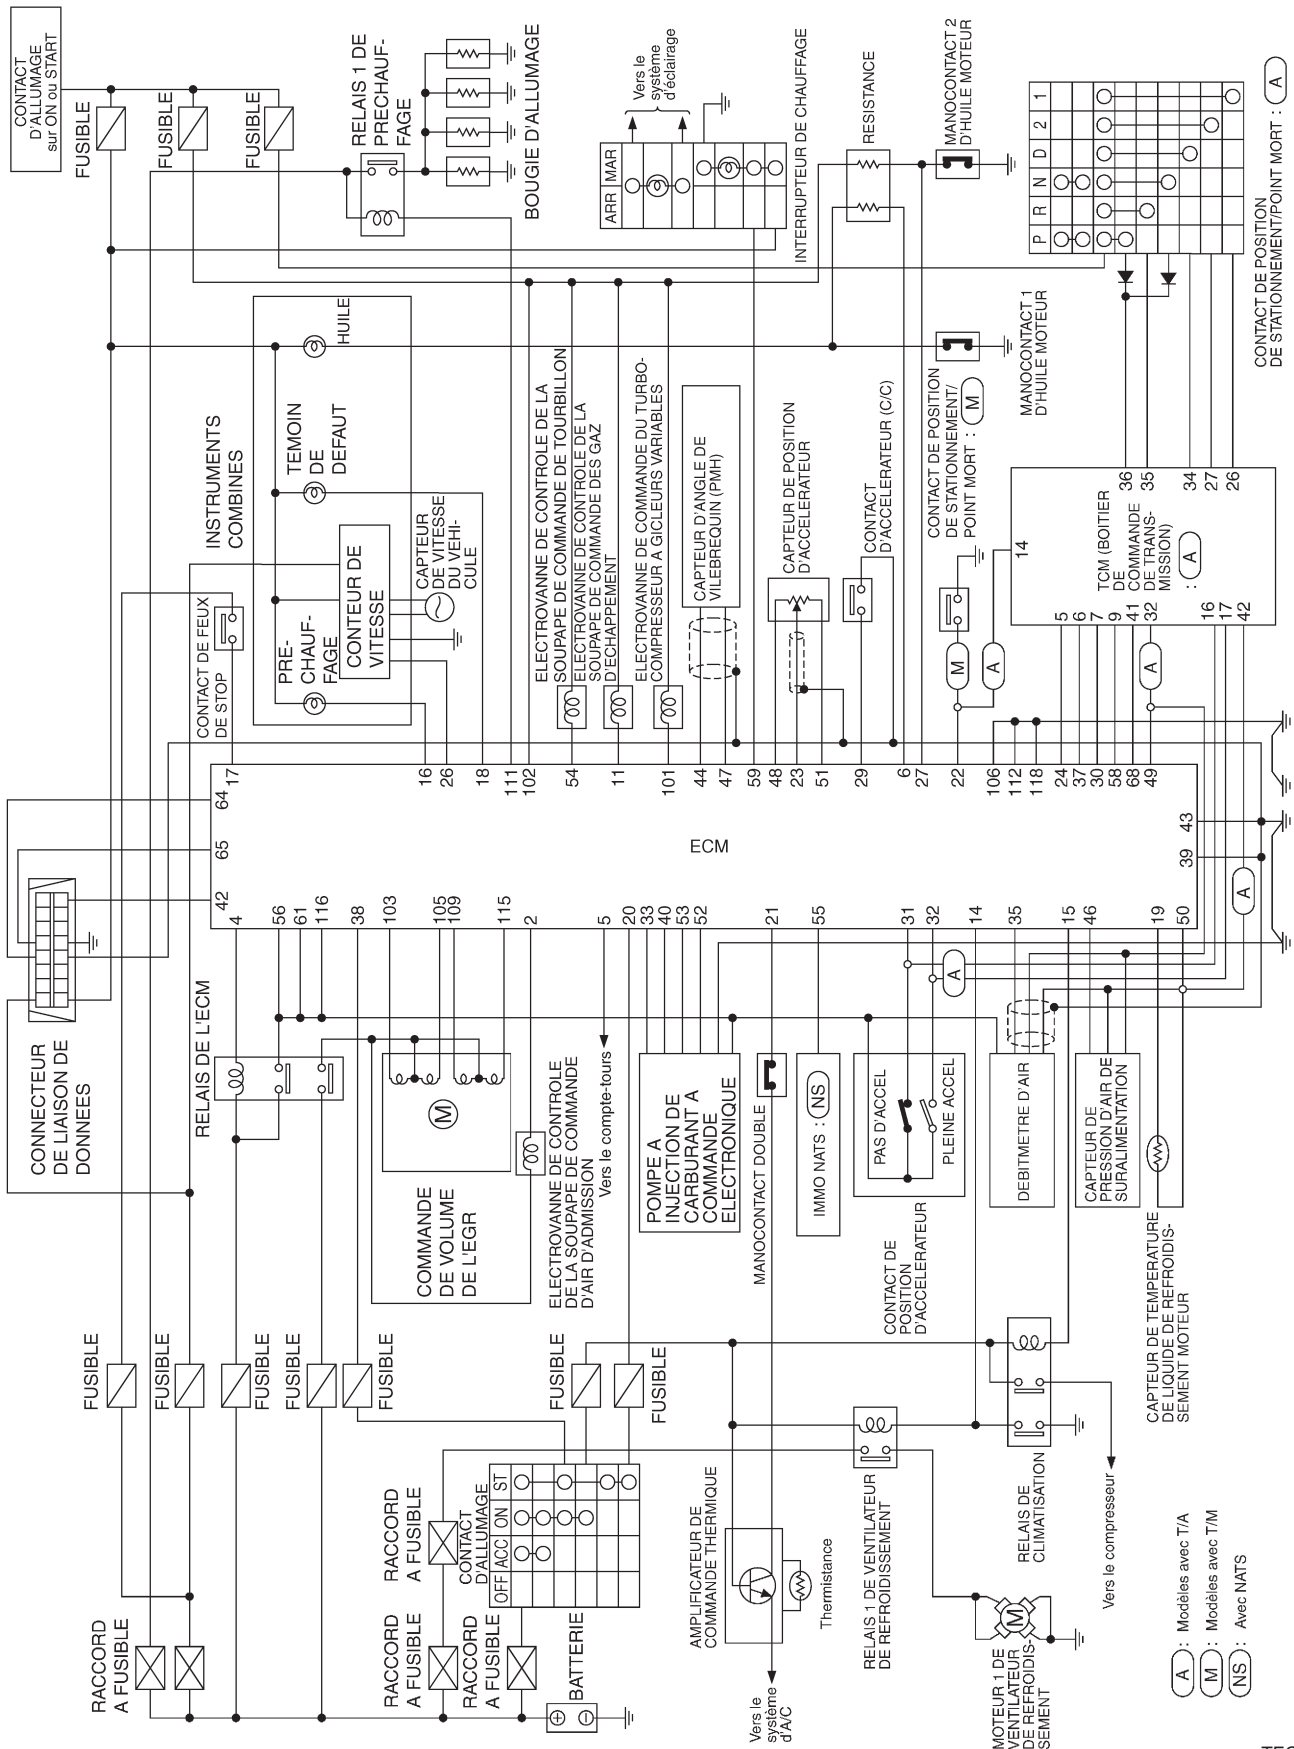 CONTACT
D'ALLUMAGE
sur ON ou START
FUSIBLE
FUSIBLE
FUSIBLE
RELAIS 1 DE
PRECHAUF-
FAGE
BOUGIE D'ALLUMAGE
Vers le
système
d'éclairage
ARR MAR
INTERRUPTEUR DE CHAUFFAGE
RESISTANCE
MANOCONTACT 2
D'HUILE MOTEUR
P R N D 2 1
CONTACT DE POSITION
DE STATIONNEMENT/POINT MORT : A
MANOCONTACT 1
D'HUILE MOTEUR
INSTRUMENTS
COMBINES
HUILE
TEMOIN
DE
DEFAUT
PRE-
CHAUF-
FAGE
CONTEUR DE
VITESSE
CAPTEUR
DE VITESSE
DU VEHI-
CULE
CONTACT DE FEUX
DE STOP
ELECTROVANNE DE CONTROLE DE LA
SOUPAPE DE COMMANDE DE TOURBILLON
ELECTROVANNE DE CONTROLE DE LA
SOUPAPE DE COMMANDE DES GAZ
D'ECHAPPEMENT
ELECTROVANNE DE COMMANDE DU TURBO-
COMPRESSEUR A GICLEURS VARIABLES
CAPTEUR D'ANGLE DE
VILEBREQUIN (PMH)
CAPTEUR DE POSITION
D'ACCELERATEUR
CONTACT
D'ACCELERATEUR (C/C)
CONTACT DE POSITION
DE STATIONNEMENT/
POINT MORT : M
M
A
A
14
TCM (BOITIER
DE
COMMANDE
DE TRANS-
MISSION)
: A
36
35
34
27
26
5
6
7
9
41
32
16
17
42
64
65
42
17
16
26
18
111
102
54
11
101
44
47
59
48
23
51
29
6
27
22
106
112
118
24
37
30
58
68
49
43
39
ECM
4
56
61
116
38
103
105
109
115
2
5
20
33
40
53
52
21
55
31
32
14
35
15
46
19
50
A
A
CONNECTEUR
DE LIAISON DE
DONNEES
RELAIS DE L'ECM
M
COMMANDE
DE VOLUME
DE L'EGR
ELECTROVANNE DE CONTROLE
DE LA SOUPAPE DE COMMANDE
D'AIR D'ADMISSION
Vers le compte-tours
POMPE A
INJECTION DE
CARBURANT A
COMMANDE
ELECTRONIQUE
MANOCONTACT DOUBLE
IMMO NATS : NS
PAS D'ACCEL
PLEINE ACCEL
CONTACT DE
POSITION
D'ACCELERATEUR
DEBITMETRE D'AIR
CAPTEUR DE
PRESSION D'AIR DE
SURALIMENTATION
CAPTEUR DE TEMPERATURE
DE LIQUIDE DE REFROIDIS-
SEMENT MOTEUR
FUSIBLE
FUSIBLE
FUSIBLE
FUSIBLE
FUSIBLE
FUSIBLE
FUSIBLE
RACCORD
A FUSIBLE
RACCORD
A FUSIBLE
RACCORD
A FUSIBLE
RACCORD
A FUSIBLE
CONTACT
D'ALLUMAGE
OFF ACC ON ST
BATTERIE
AMPLIFICATEUR DE
COMMANDE THERMIQUE
Thermistance
Vers le
système
d'A/C
RELAIS 1 DE VENTILATEUR
DE REFROIDISSEMENT
RELAIS DE
CLIMATISATION
Vers le compresseur
M
MOTEUR 1 DE
VENTILATEUR
DE REFROIDIS-
SEMENT
A : Modèles avec T/A
M : Modèles avec T/M
NS : Avec NATS